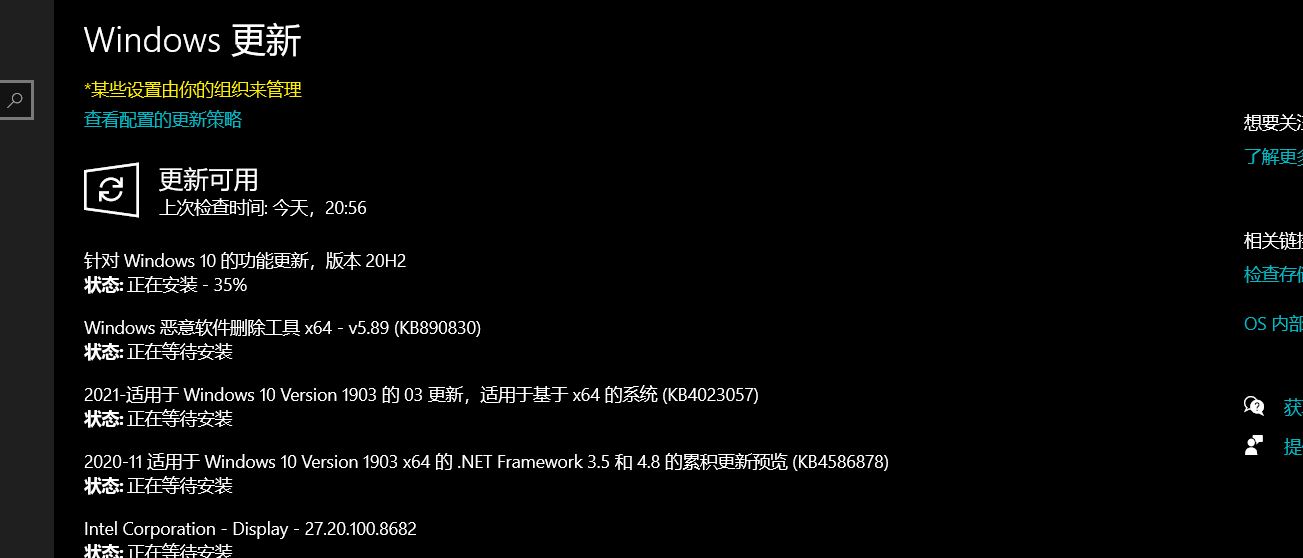 Windows 更新
*某些设置由你的组织来管理
查看配置的更新策略
更新可用
上次检查时间: 今天，20:56
针对 Windows 10 的功能更新，版本 20H2
状态: 正在安装 - 35%
Windows 恶意软件删除工具 x64 - v5.89 (KB890830)
状态: 正在等待安装
2021-适用于 Windows 10 Version 1903 的 03 更新，适用于基于 x64 的系统 (KB4023057)
状态: 正在等待安装
2020-11 适用于 Windows 10 Version 1903 x64 的 .NET Framework 3.5 和 4.8 的累积更新预览 (KB4586878)
状态: 正在等待安装
Intel Corporation - Display - 27.20.100.8682
状态: 正在等待安装
想要关注
了解更多
相关链接
检查存储
OS 内部
获
提